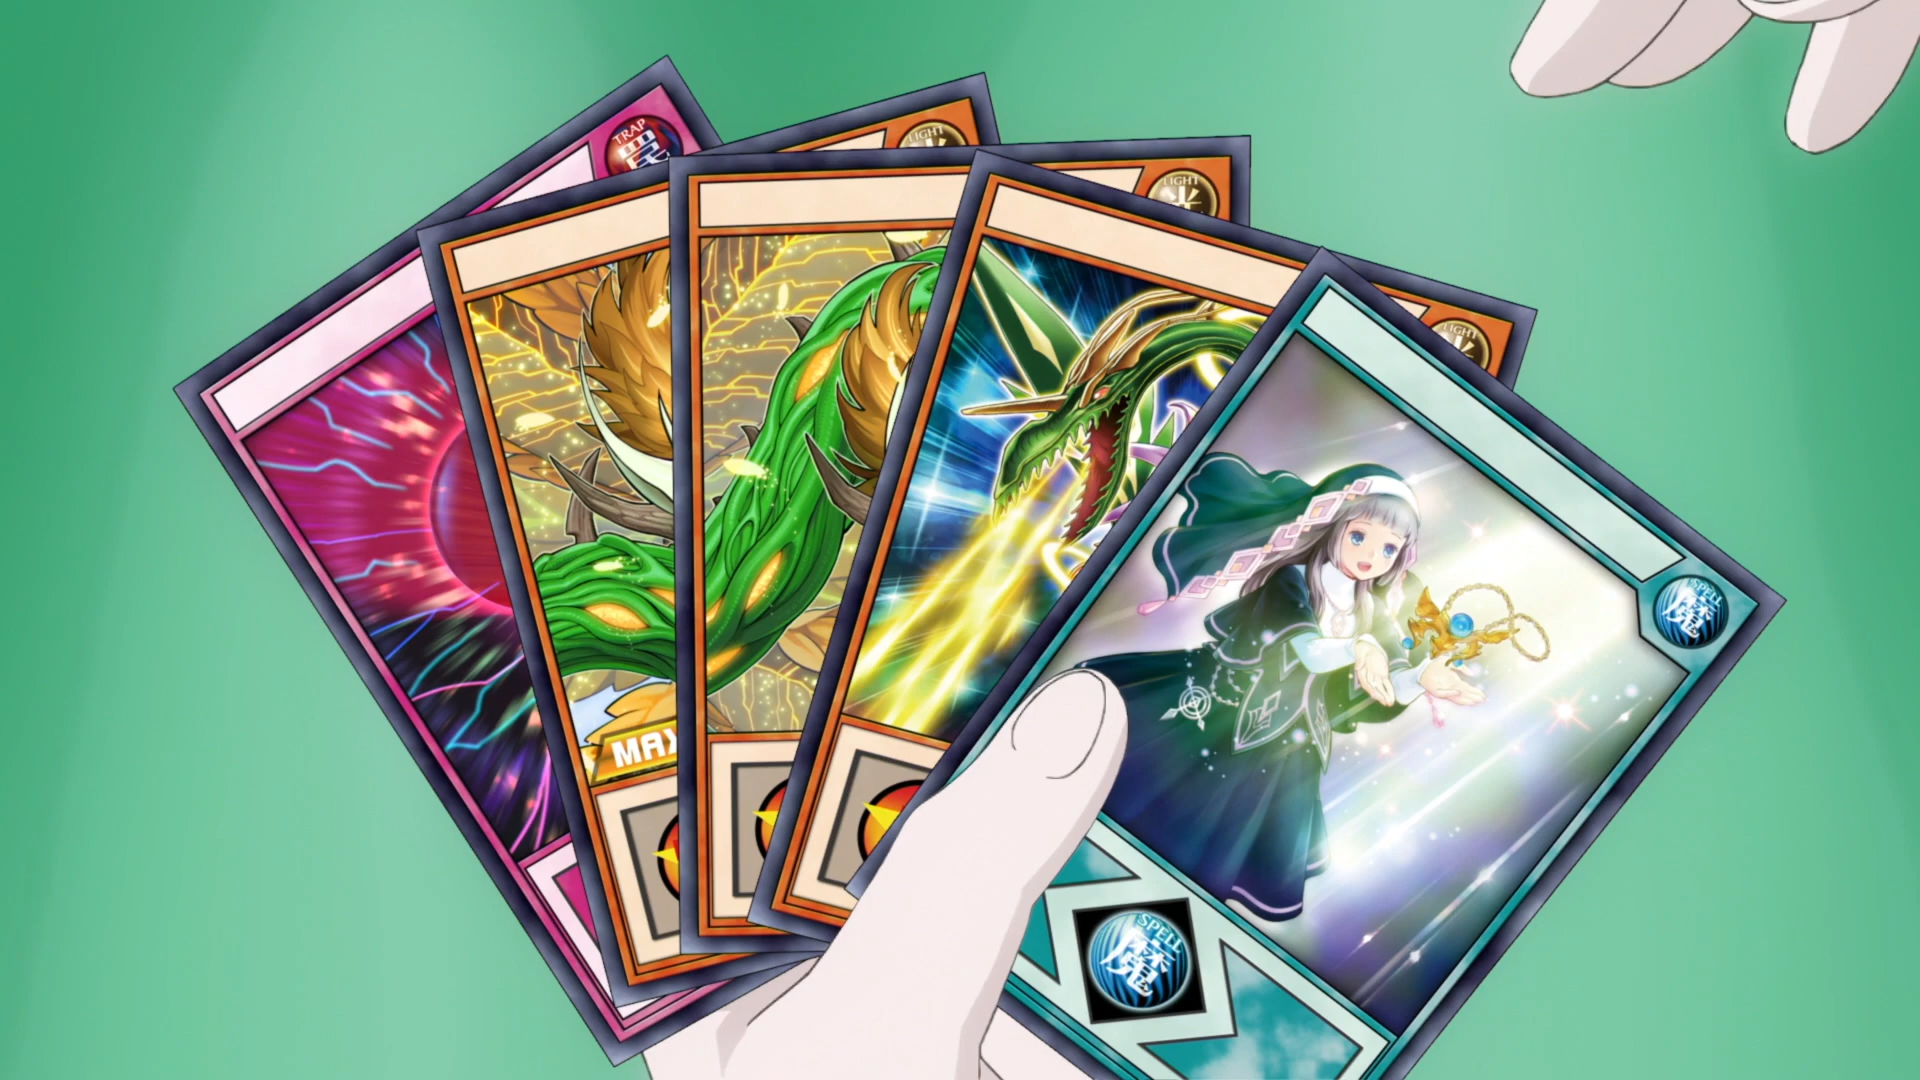 TRAP
罠
LIGHT
光
LIGHT
光
LIGHT
光
SPELL
魔
MAX
SPELL
魔